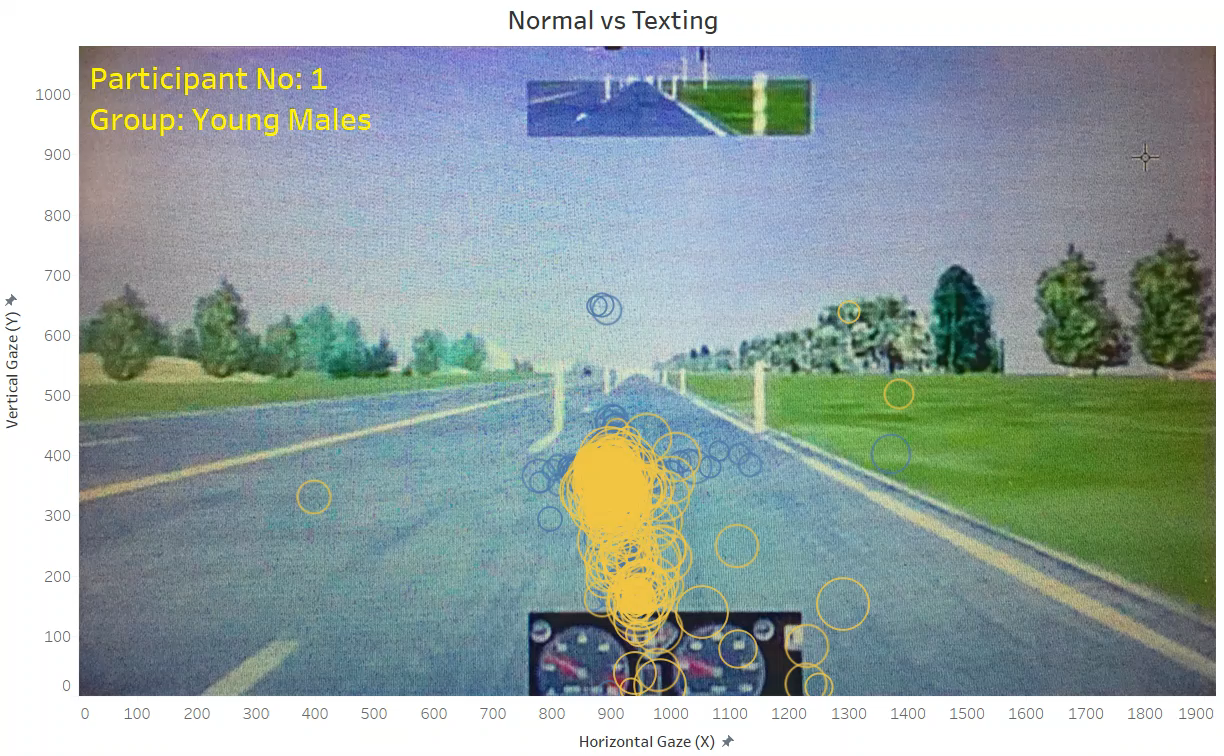 Normal vs Texting
Participant No: 1
Group: Young Males
Vertical Gaze (Y)
1000
900
800
700
600
500
400
300
200
100
0
0 100 200 300 400 500 600 700 800 900 1000 1100 1200 1300 1400 1500 1600 1700 1800 1900
Horizontal Gaze (X)